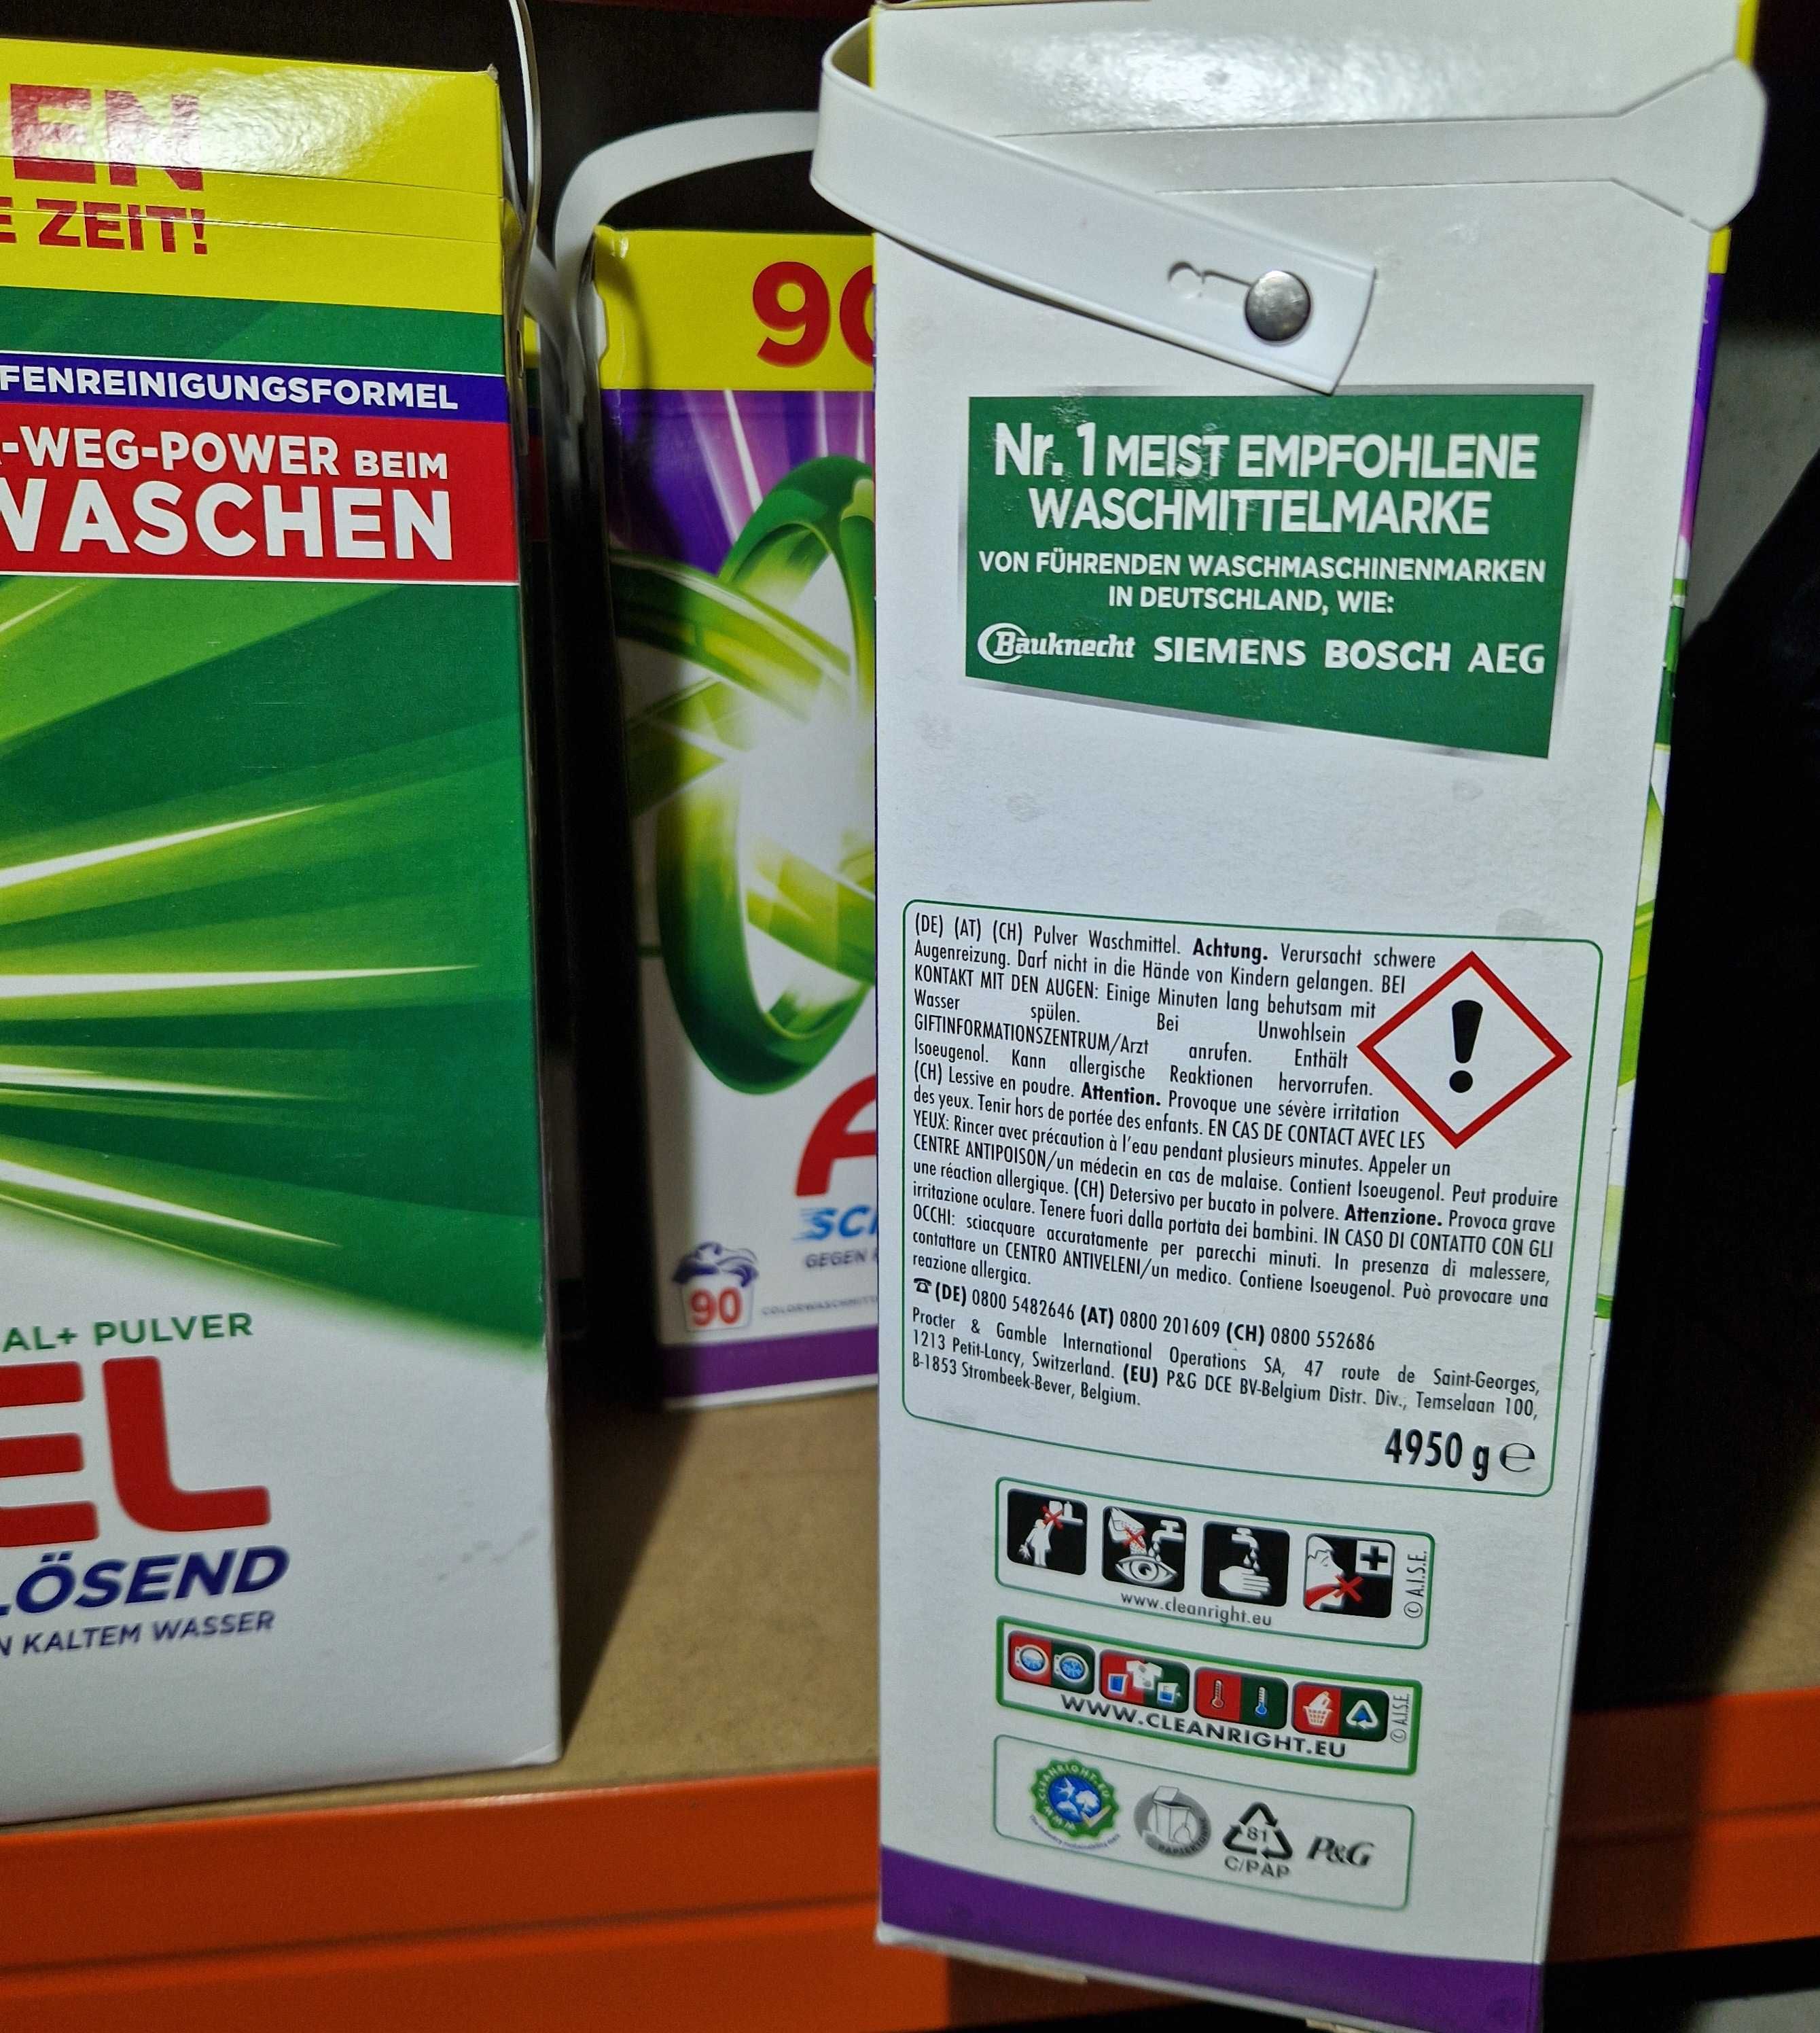 EN
E ZEIT!
FENREINIGUNGSFORMEL
-WEG-POWER BEIM
WASCHEN
AL+ PULVER
EL
LÖSEND
N KALTEM WASSER
90
A
SCI
GEGEN
90
Nr. 1 MEIST EMPFOHLENE
WASCHMITTELMARKE
VON FÜHRENDEN WASCHMASCHINENMARKEN
IN DEUTSCHLAND, WIE:
Bauknecht SIEMENS BOSCH AEG
(DE) (AT) (CH) Pulver Waschmittel. Achtung. Verursacht schwere
Augenreizung. Darf nicht in die Hände von Kindern gelangen. BEI
KONTAKT MIT DEN AUGEN: Einige Minuten lang behutsam mit
Wasser spülen. Bei Unwohlsein
GIFTINFORMATIONSZENTRUM/Arzt anrufen. Enthält
Isoeugenol. Kann allergische Reaktionen hervorrufen.
(CH) Lessive en poudre. Attention. Provoque une sévère irritation
des yeux. Tenir hors de portée des enfants. EN CAS DE CONTACT AVEC LES
YEUX: Rincer avec précaution à l'eau pendant plusieurs minutes. Appeler un
CENTRE ANTIPOISON/un médecin en cas de malaise. Contient Isoeugenol. Peut produire
une réaction allergique. (CH) Detersivo per bucato in polvere. Attenzione. Provoca grave
irritazione oculare. Tenere fuori dalla portata dei bambini. IN CASO DI CONTATTO CON GLI
OCCHI: sciacquare accuratamente per parecchi minuti. In presenza di malessere,
contattare un CENTRO ANTIVELENI/un medico. Contiene Isoeugenol. Può provocare una
reazione allergica.
☎ (DE) 0800 5482646 (AT) 0800 201609 (CH) 0800 552686
Procter & Gamble International Operations SA, 47 route de Saint-Georges,
1213 Petit-Lancy, Switzerland. (EU) P&G DCE BV-Belgium Distr. Div., Temselaan 100,
B-1853 Strombeek-Bever, Belgium.
4950 g e
www.cleanright.eu
© A.I.S.E.
WWW.CLEANRIGHT.EU
© A.I.S.E
81
C/PAP
P&G